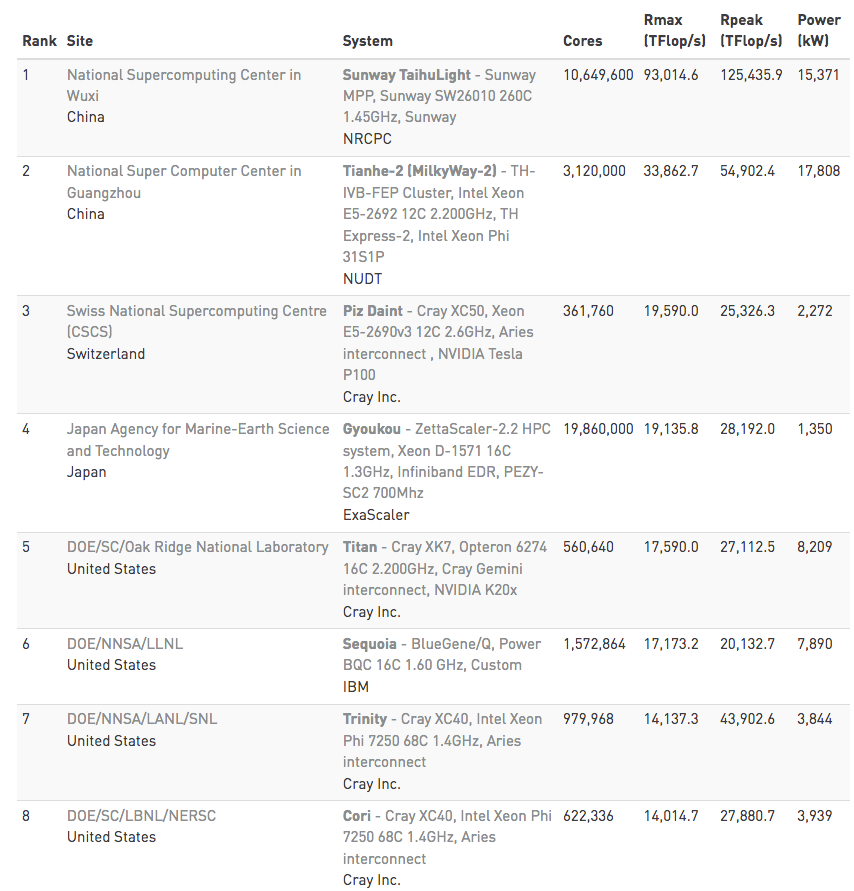 Rank Site System Cores Rmax (TFlop/s) Rpeak (TFlop/s) Power (kW)
1 National Supercomputing Center in Sunway TaihuLight - Sunway 10,649,600 93,014.6 125,435.9 15,371
Wuxi MPP, Sunway SW26010 260C
China 1.45GHz, Sunway
NRCPC
2 National Super Computer Center in Tianhe-2 (MilkyWay-2) - TH- 3,120,000 33,862.7 54,902.4 17,808
Guangzhou IVB-FEP Cluster, Intel Xeon
China E5-2692 12C 2.200GHz, TH
Express-2, Intel Xeon Phi
31S1P
NUDT
3 Swiss National Supercomputing Centre Piz Daint - Cray XC50, Xeon 361,760 19,590.0 25,326.3 2,272
(CSCS) E5-2690v3 12C 2.6GHz, Aries
Switzerland interconnect , NVIDIA Tesla
P100
Cray Inc.
4 Japan Agency for Marine-Earth Science Gyoukou - ZettaScaler-2.2 HPC 19,860,000 19,135.8 28,192.0 1,350
and Technology system, Xeon D-1571 16C
Japan 1.3GHz, Infiniband EDR, PEZY-
SC2 700Mhz
ExaScaler
5 DOE/SC/Oak Ridge National Laboratory Titan - Cray XK7, Opteron 6274 560,640 17,590.0 27,112.5 8,209
United States 16C 2.200GHz, Cray Gemini
interconnect, NVIDIA K20x
Cray Inc.
6 DOE/NNSA/LLNL Sequoia - BlueGene/Q, Power 1,572,864 17,173.2 20,132.7 7,890
United States BQC 16C 1.60 GHz, Custom
IBM
7 DOE/NNSA/LANL/SNL Trinity - Cray XC40, Intel Xeon 979,968 14,137.3 43,902.6 3,844
United States Phi 7250 68C 1.4GHz, Aries
interconnect
Cray Inc.
8 DOE/SC/LBNL/NERSC Cori - Cray XC40, Intel Xeon Phi 622,336 14,014.7 27,880.7 3,939
United States 7250 68C 1.4GHz, Aries
interconnect
Cray Inc.